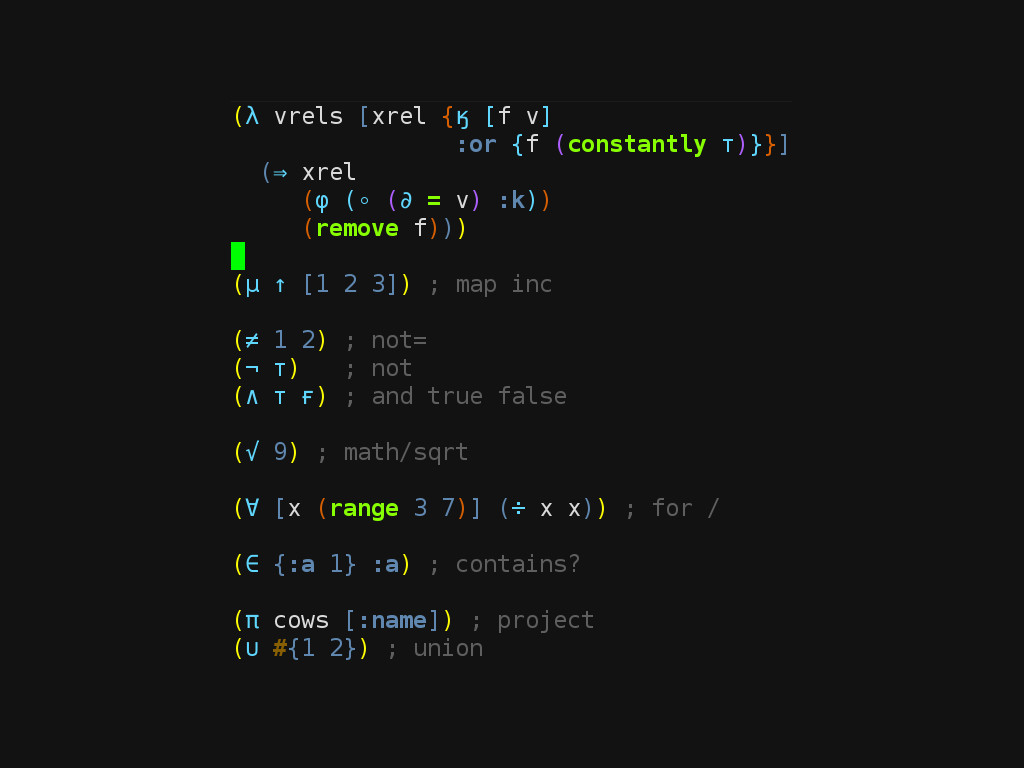 (λ vrels [xrel {ӄ [f v]
                :or {f (constantly т)}}]
  (⇒ xrel
     (φ (∘ (∂ = v) :k))
     (remove f)))
(μ ↑ [1 2 3]) ; map inc
(≠ 1 2) ; not=
(¬ т)   ; not
(∧ т ғ) ; and true false
(√ 9) ; math/sqrt
(∀ [x (range 3 7)] (÷ x x)) ; for /
(∈ {:a 1} :a) ; contains?
(π cows [:name]) ; project
(∪ #{1 2}) ; union